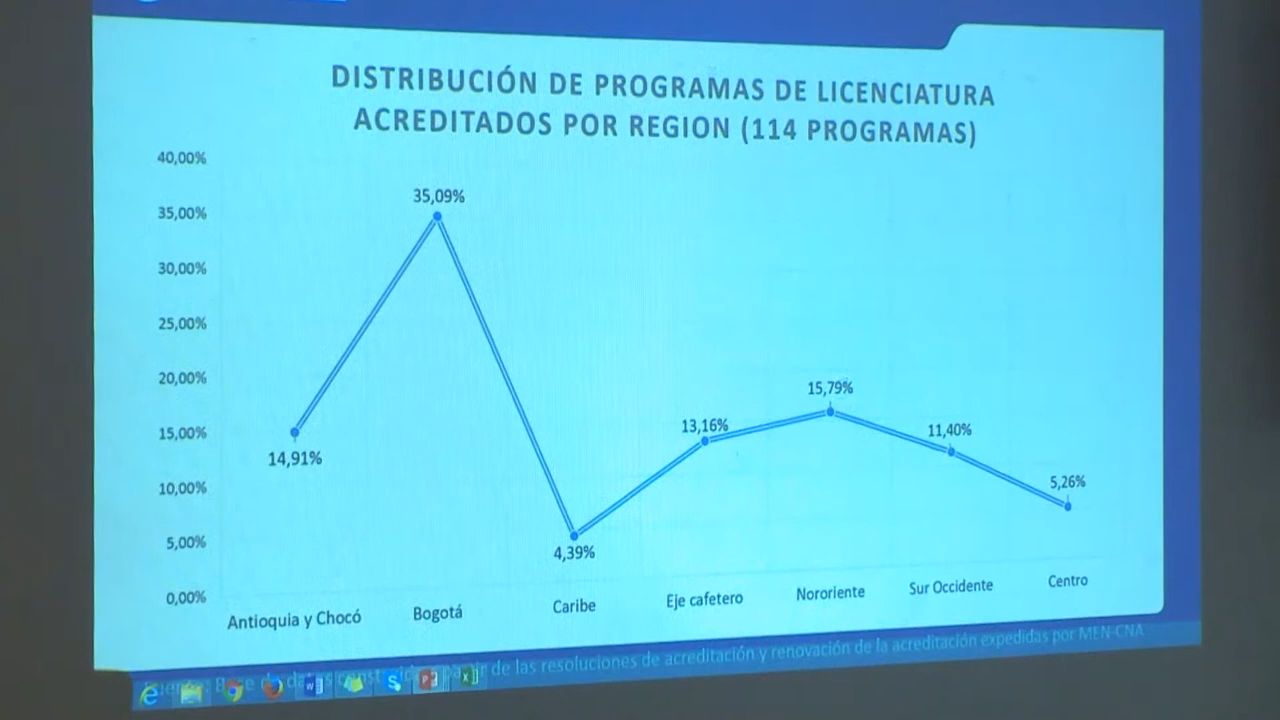 DISTRIBUCIÓN DE PROGRAMAS DE LICENCIATURA
ACREDITADOS POR REGION (114 PROGRAMAS)
40,00%
35,00%
30,00%
25,00%
20,00%
15,00%
10,00%
5,00%
0,00%
14,91%
35,09%
4,39%
13,16%
15,79%
11,40%
5,26%
Antioquia y Chocó
Bogotá
Caribe
Eje cafetero
Nororiente
Sur Occidente
Centro
de las resoluciones de acreditación y renovación de la acreditación expedidas por MEN-CNA